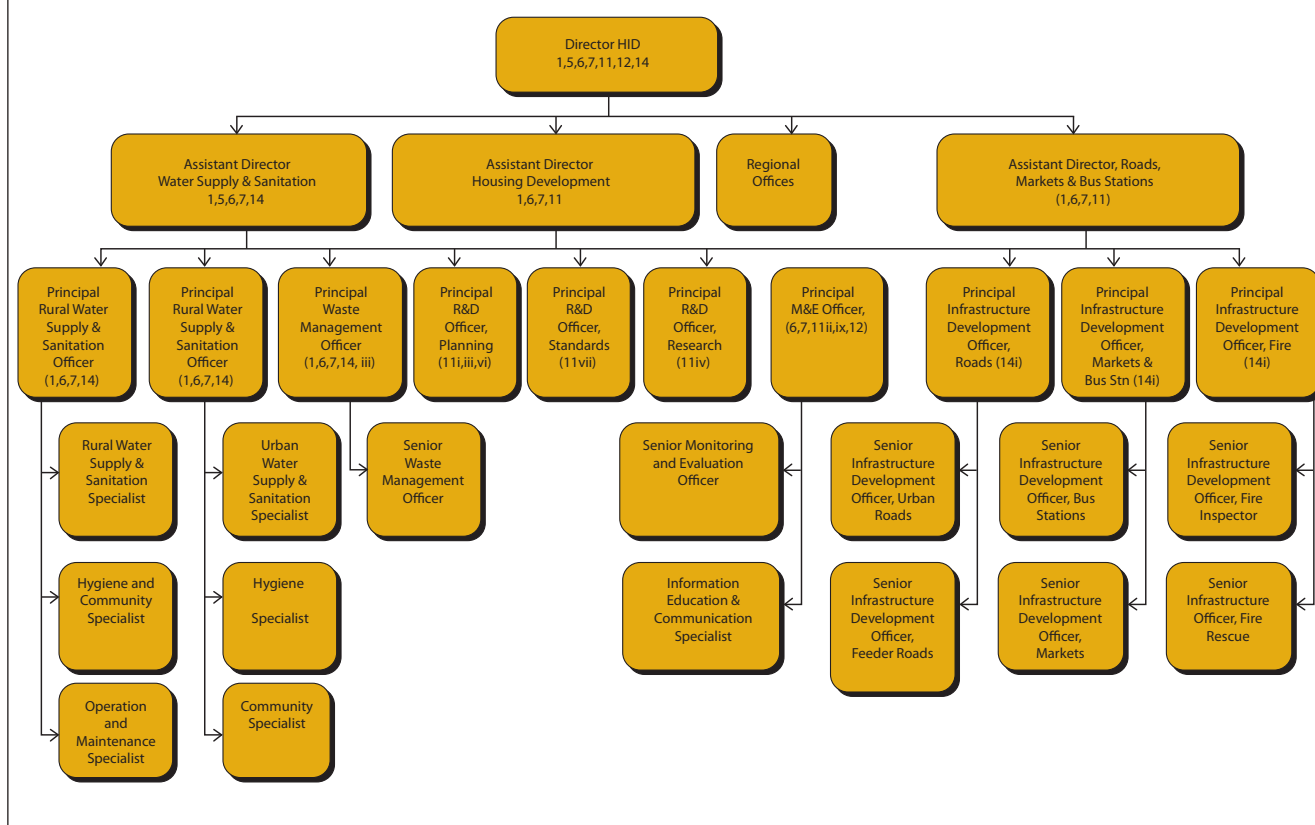 Director HID
1,5,6,7,11,12,14
Assistant Director
Water Supply & Sanitation
1,5,6,7,14
Assistant Director
Housing Development
1,6,7,11
Regional
Offices
Assistant Director, Roads,
Markets & Bus Stations
(1,6,7,11)
Principal
Rural Water
Supply &
Sanitation
Officer
(1,6,7,14)
Principal
Rural Water
Supply &
Sanitation
Officer
(1,6,7,14)
Principal
Waste
Management
Officer
(1,6,7,14, iii)
Principal
R&D
Officer,
Planning
(11i,iii,vi)
Principal
R&D
Officer,
Standards
(11vii)
Principal
R&D
Officer,
Research
(11iv)
Principal
M&E Officer,
(6,7,11ii,ix,12)
Principal
Infrastructure
Development
Officer,
Roads (14i)
Principal
Infrastructure
Development
Officer,
Markets &
Bus Stn (14i)
Principal
Infrastructure
Development
Officer, Fire
(14i)
Rural Water
Supply &
Sanitation
Specialist
Urban
Water
Supply &
Sanitation
Specialist
Senior
Waste
Management
Officer
Senior Monitoring
and Evaluation
Officer
Senior
Infrastructure
Development
Officer, Urban
Roads
Senior
Infrastructure
Development
Officer, Bus
Stations
Senior
Infrastructure
Development
Officer, Fire
Inspector
Hygiene and
Community
Specialist
Hygiene
Specialist
Information
Education &
Communication
Specialist
Senior
Infrastructure
Development
Officer,
Feeder Roads
Senior
Infrastructure
Development
Officer,
Markets
Senior
Infrastructure
Officer, Fire
Rescue
Operation
and
Maintenance
Specialist
Community
Specialist